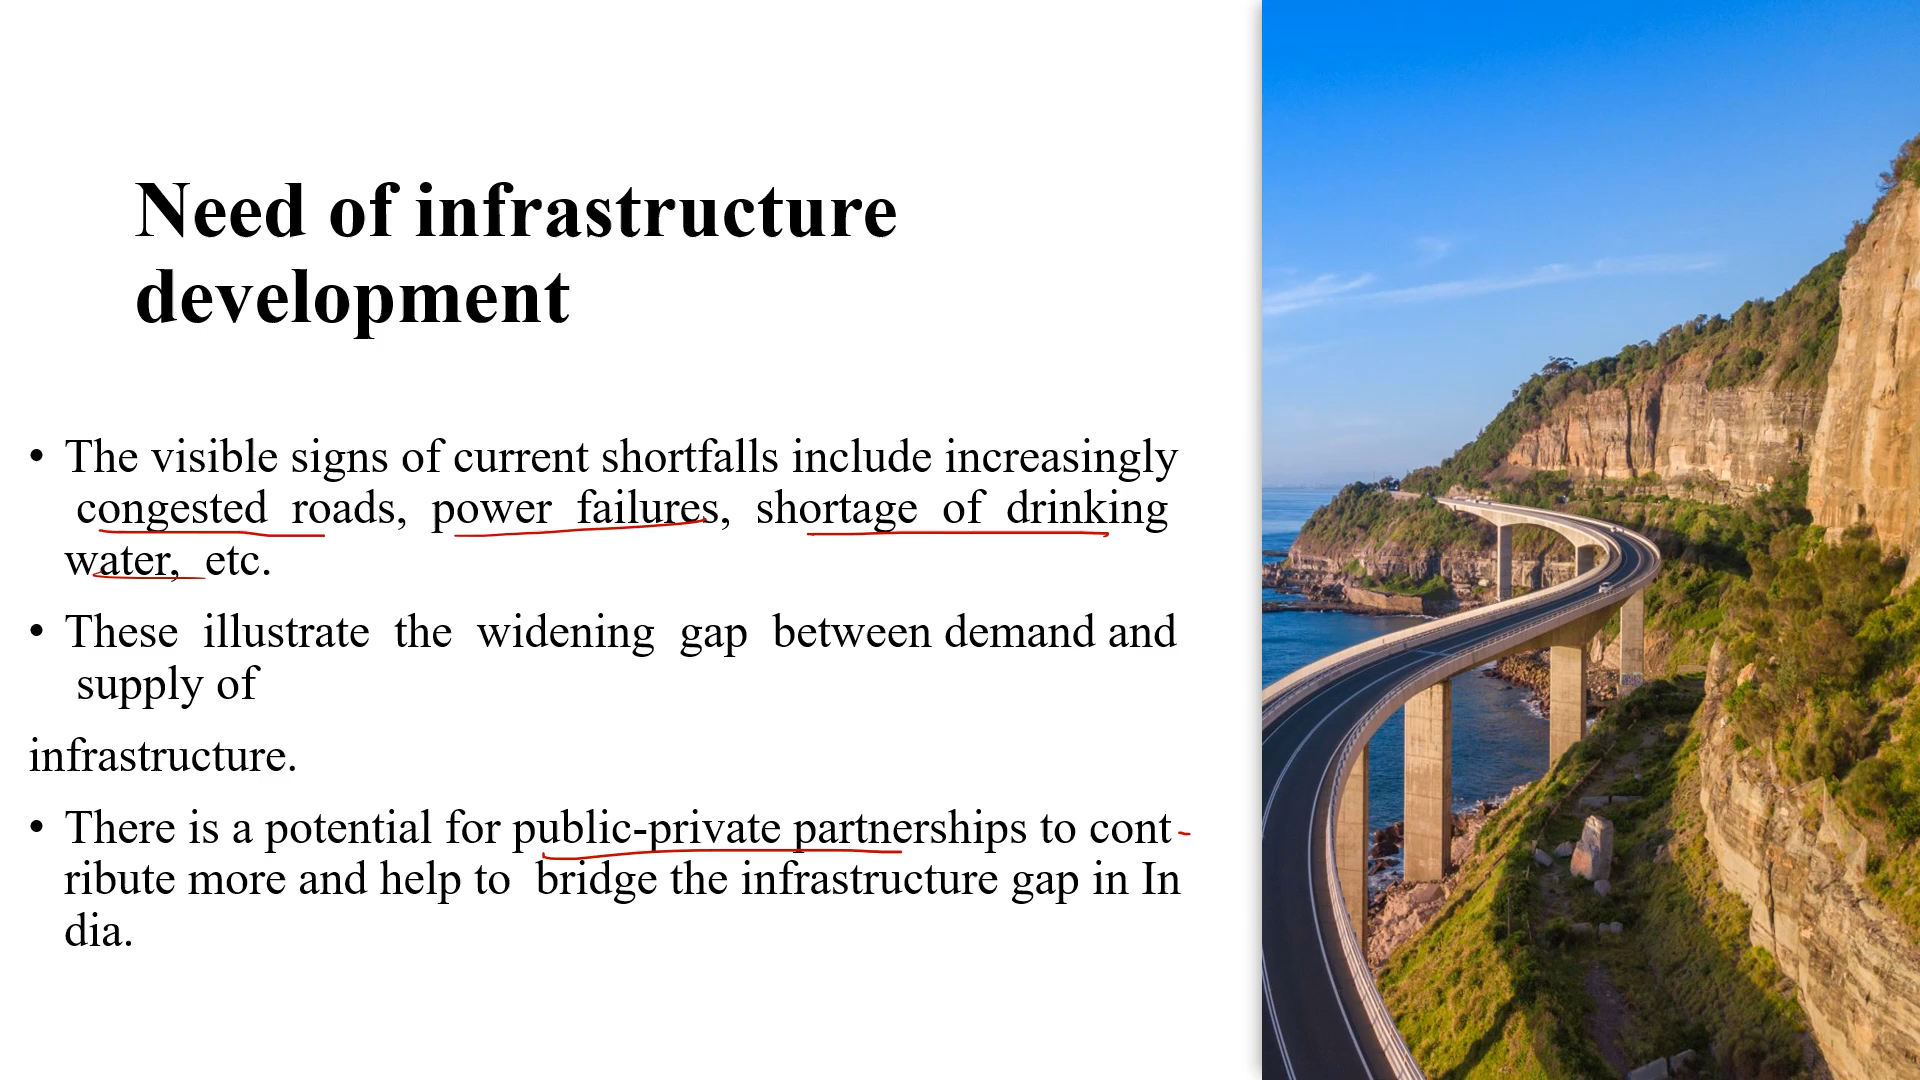 Need of infrastructure
development
• The visible signs of current shortfalls include increasingly
congested roads, power failures, shortage of drinking
water, etc.
• These illustrate the widening gap between demand and
supply of
infrastructure.
• There is a potential for public-private partnerships to cont-
ribute more and help to bridge the infrastructure gap in In
dia.